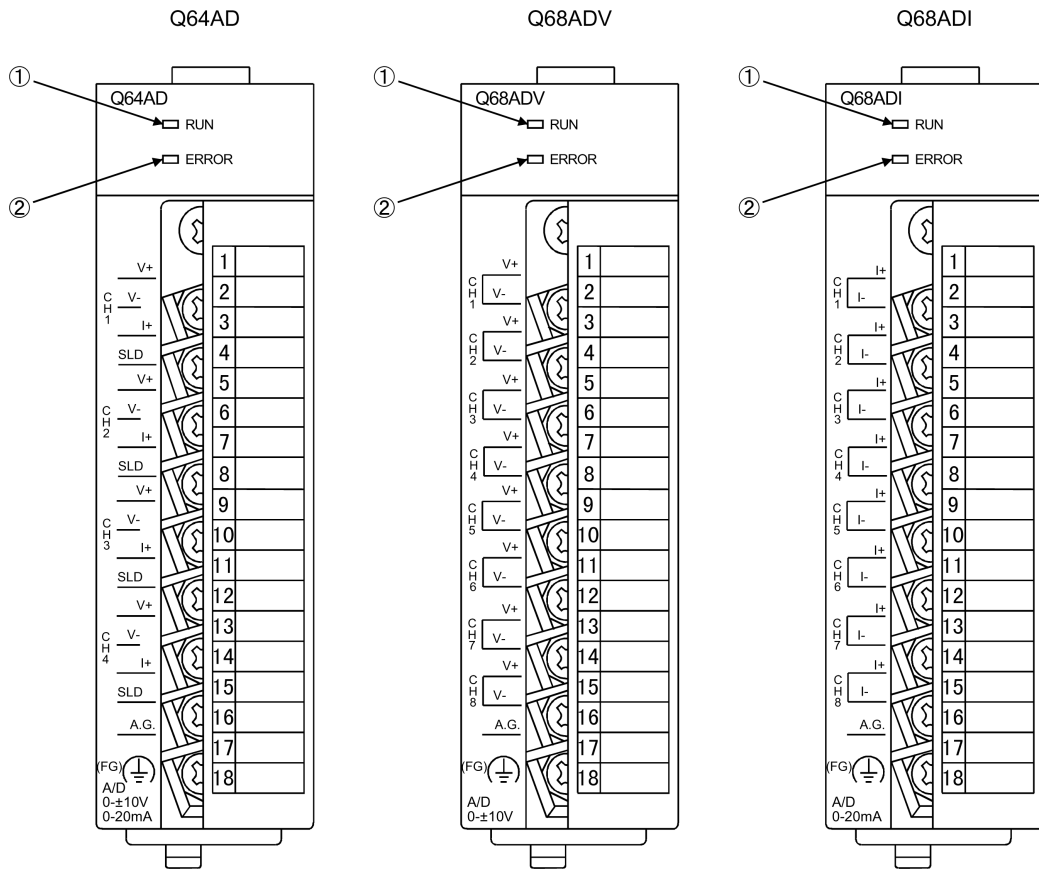 Q64AD
①
②
Q64AD
RUN
ERROR
CH1
V+
V-
I+
SLD
CH2
V+
V-
I+
SLD
CH3
V+
V-
I+
SLD
CH4
V+
V-
I+
SLD
A.G.
(FG)
A/D
0-±10V
0-20mA
1
2
3
4
5
6
7
8
9
10
11
12
13
14
15
16
17
18
Q68ADV
①
②
Q68ADV
RUN
ERROR
CH1
V+
V-
CH2
V+
V-
CH3
V+
V-
CH4
V+
V-
CH5
V+
V-
CH6
V+
V-
CH7
V+
V-
CH8
V+
V-
A.G.
(FG)
A/D
0-±10V
1
2
3
4
5
6
7
8
9
10
11
12
13
14
15
16
17
18
Q68ADI
①
②
Q68ADI
RUN
ERROR
CH1
I+
I-
CH2
I+
I-
CH3
I+
I-
CH4
I+
I-
CH5
I+
I-
CH6
I+
I-
CH7
I+
I-
CH8
I+
I-
A.G.
(FG)
A/D
0-20mA
1
2
3
4
5
6
7
8
9
10
11
12
13
14
15
16
17
18